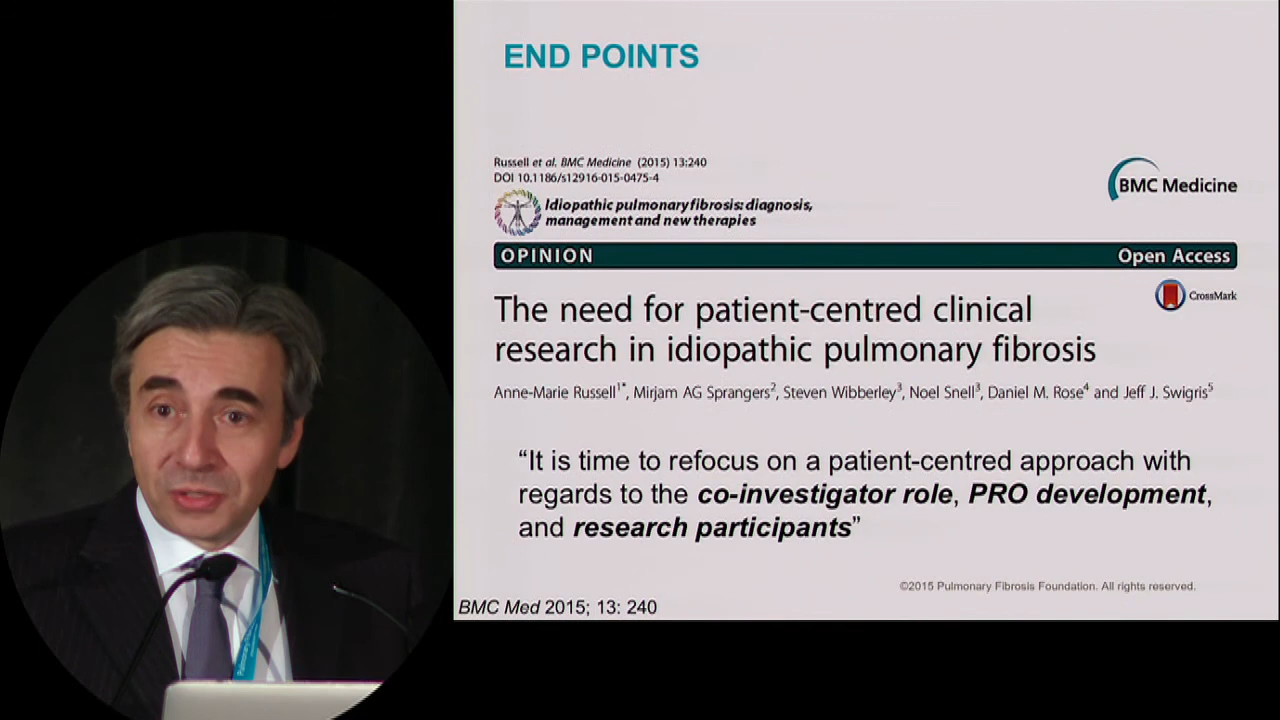 END POINTS
Russell et al. BMC Medicine (2015) 13:240
DOI 10.1186/s12916-015-0475-4
BMC Medicine
Idiopathic pulmonary fibrosis: diagnosis,
management and new therapies
OPINION Open Access
CrossMark
The need for patient-centred clinical
research in idiopathic pulmonary fibrosis
Anne-Marie Russell1*, Mirjam AG Sprangers2, Steven Wibberley3, Noel Snell3, Daniel M. Rose4 and Jeff J. Swigris5
“It is time to refocus on a patient-centred approach with
regards to the co-investigator role, PRO development,
and research participants”
©2015 Pulmonary Fibrosis Foundation. All rights reserved.
BMC Med 2015; 13: 240
Pulmonary